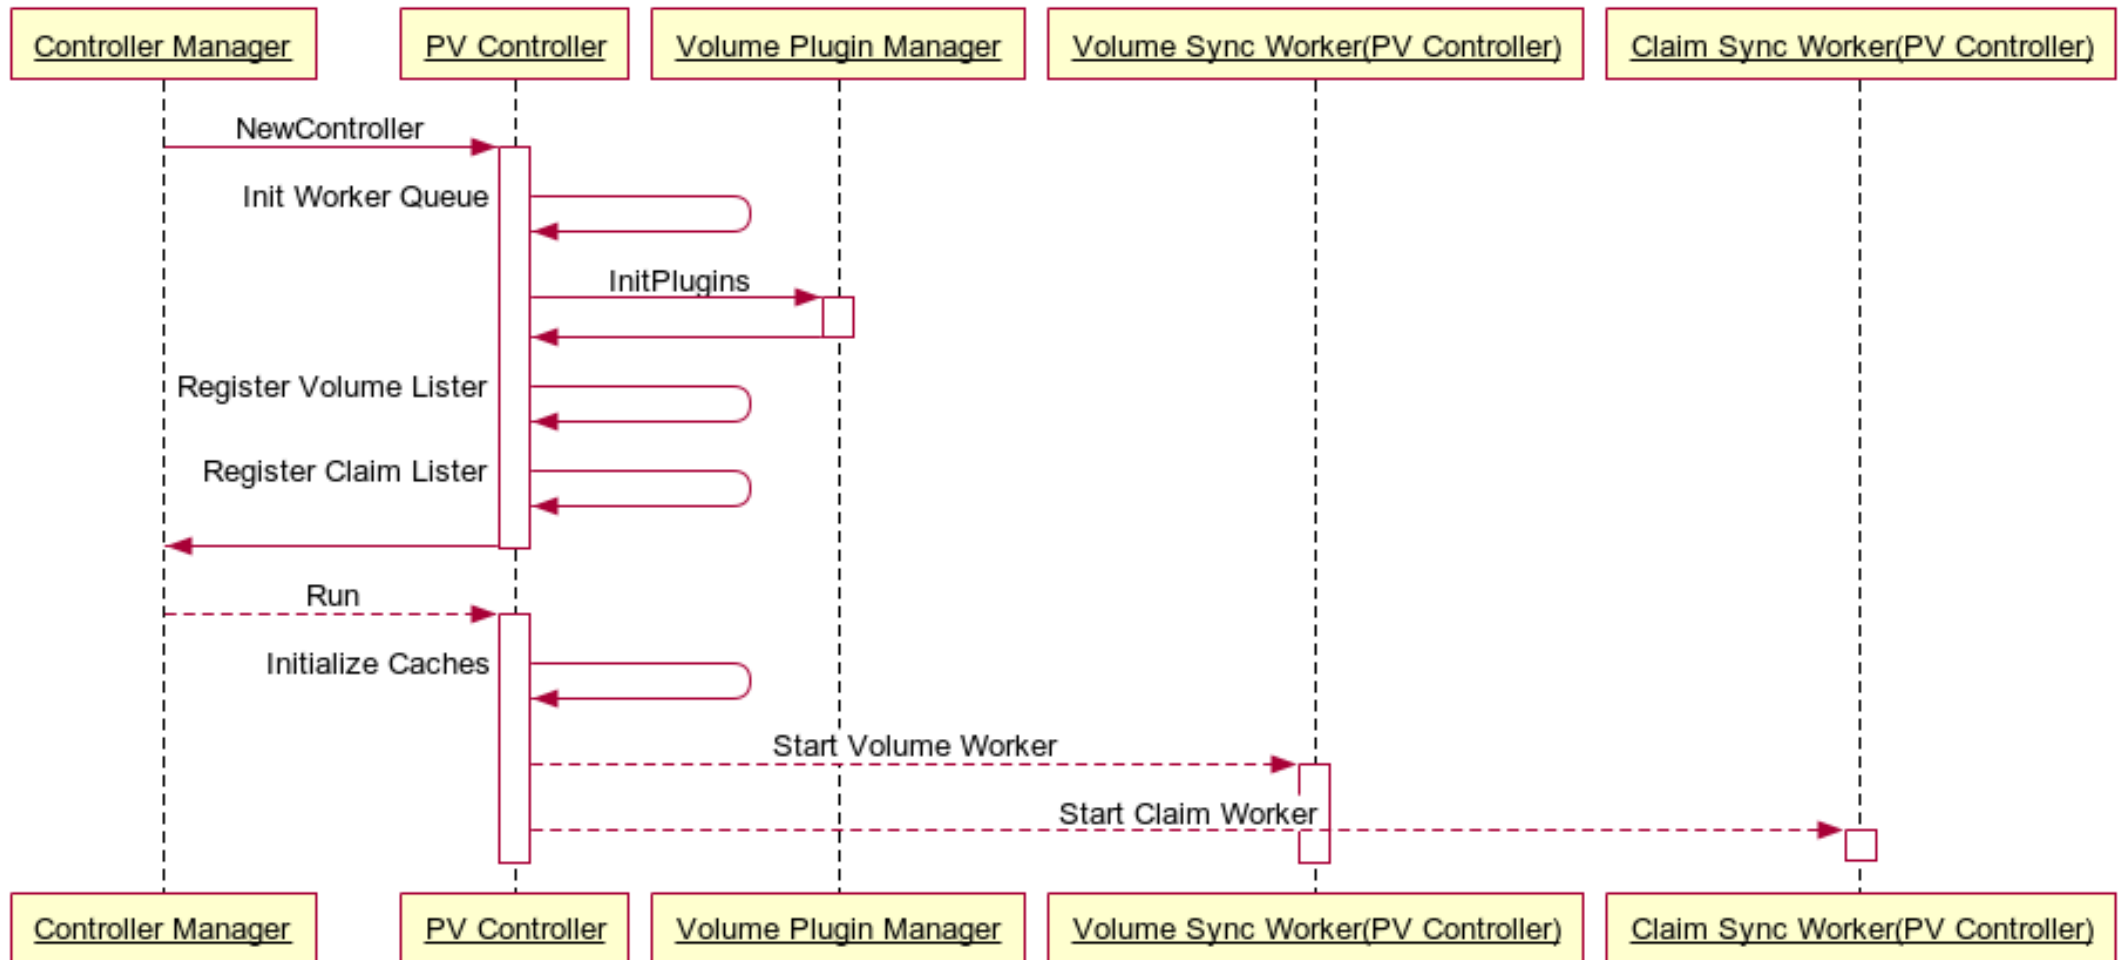 Controller Manager
PV Controller
Volume Plugin Manager
Volume Sync Worker(PV Controller)
Claim Sync Worker(PV Controller)
NewController
Init Worker Queue
InitPlugins
Register Volume Lister
Register Claim Lister
Run
Initialize Caches
Start Volume Worker
Start Claim Worker
Controller Manager
PV Controller
Volume Plugin Manager
Volume Sync Worker(PV Controller)
Claim Sync Worker(PV Controller)